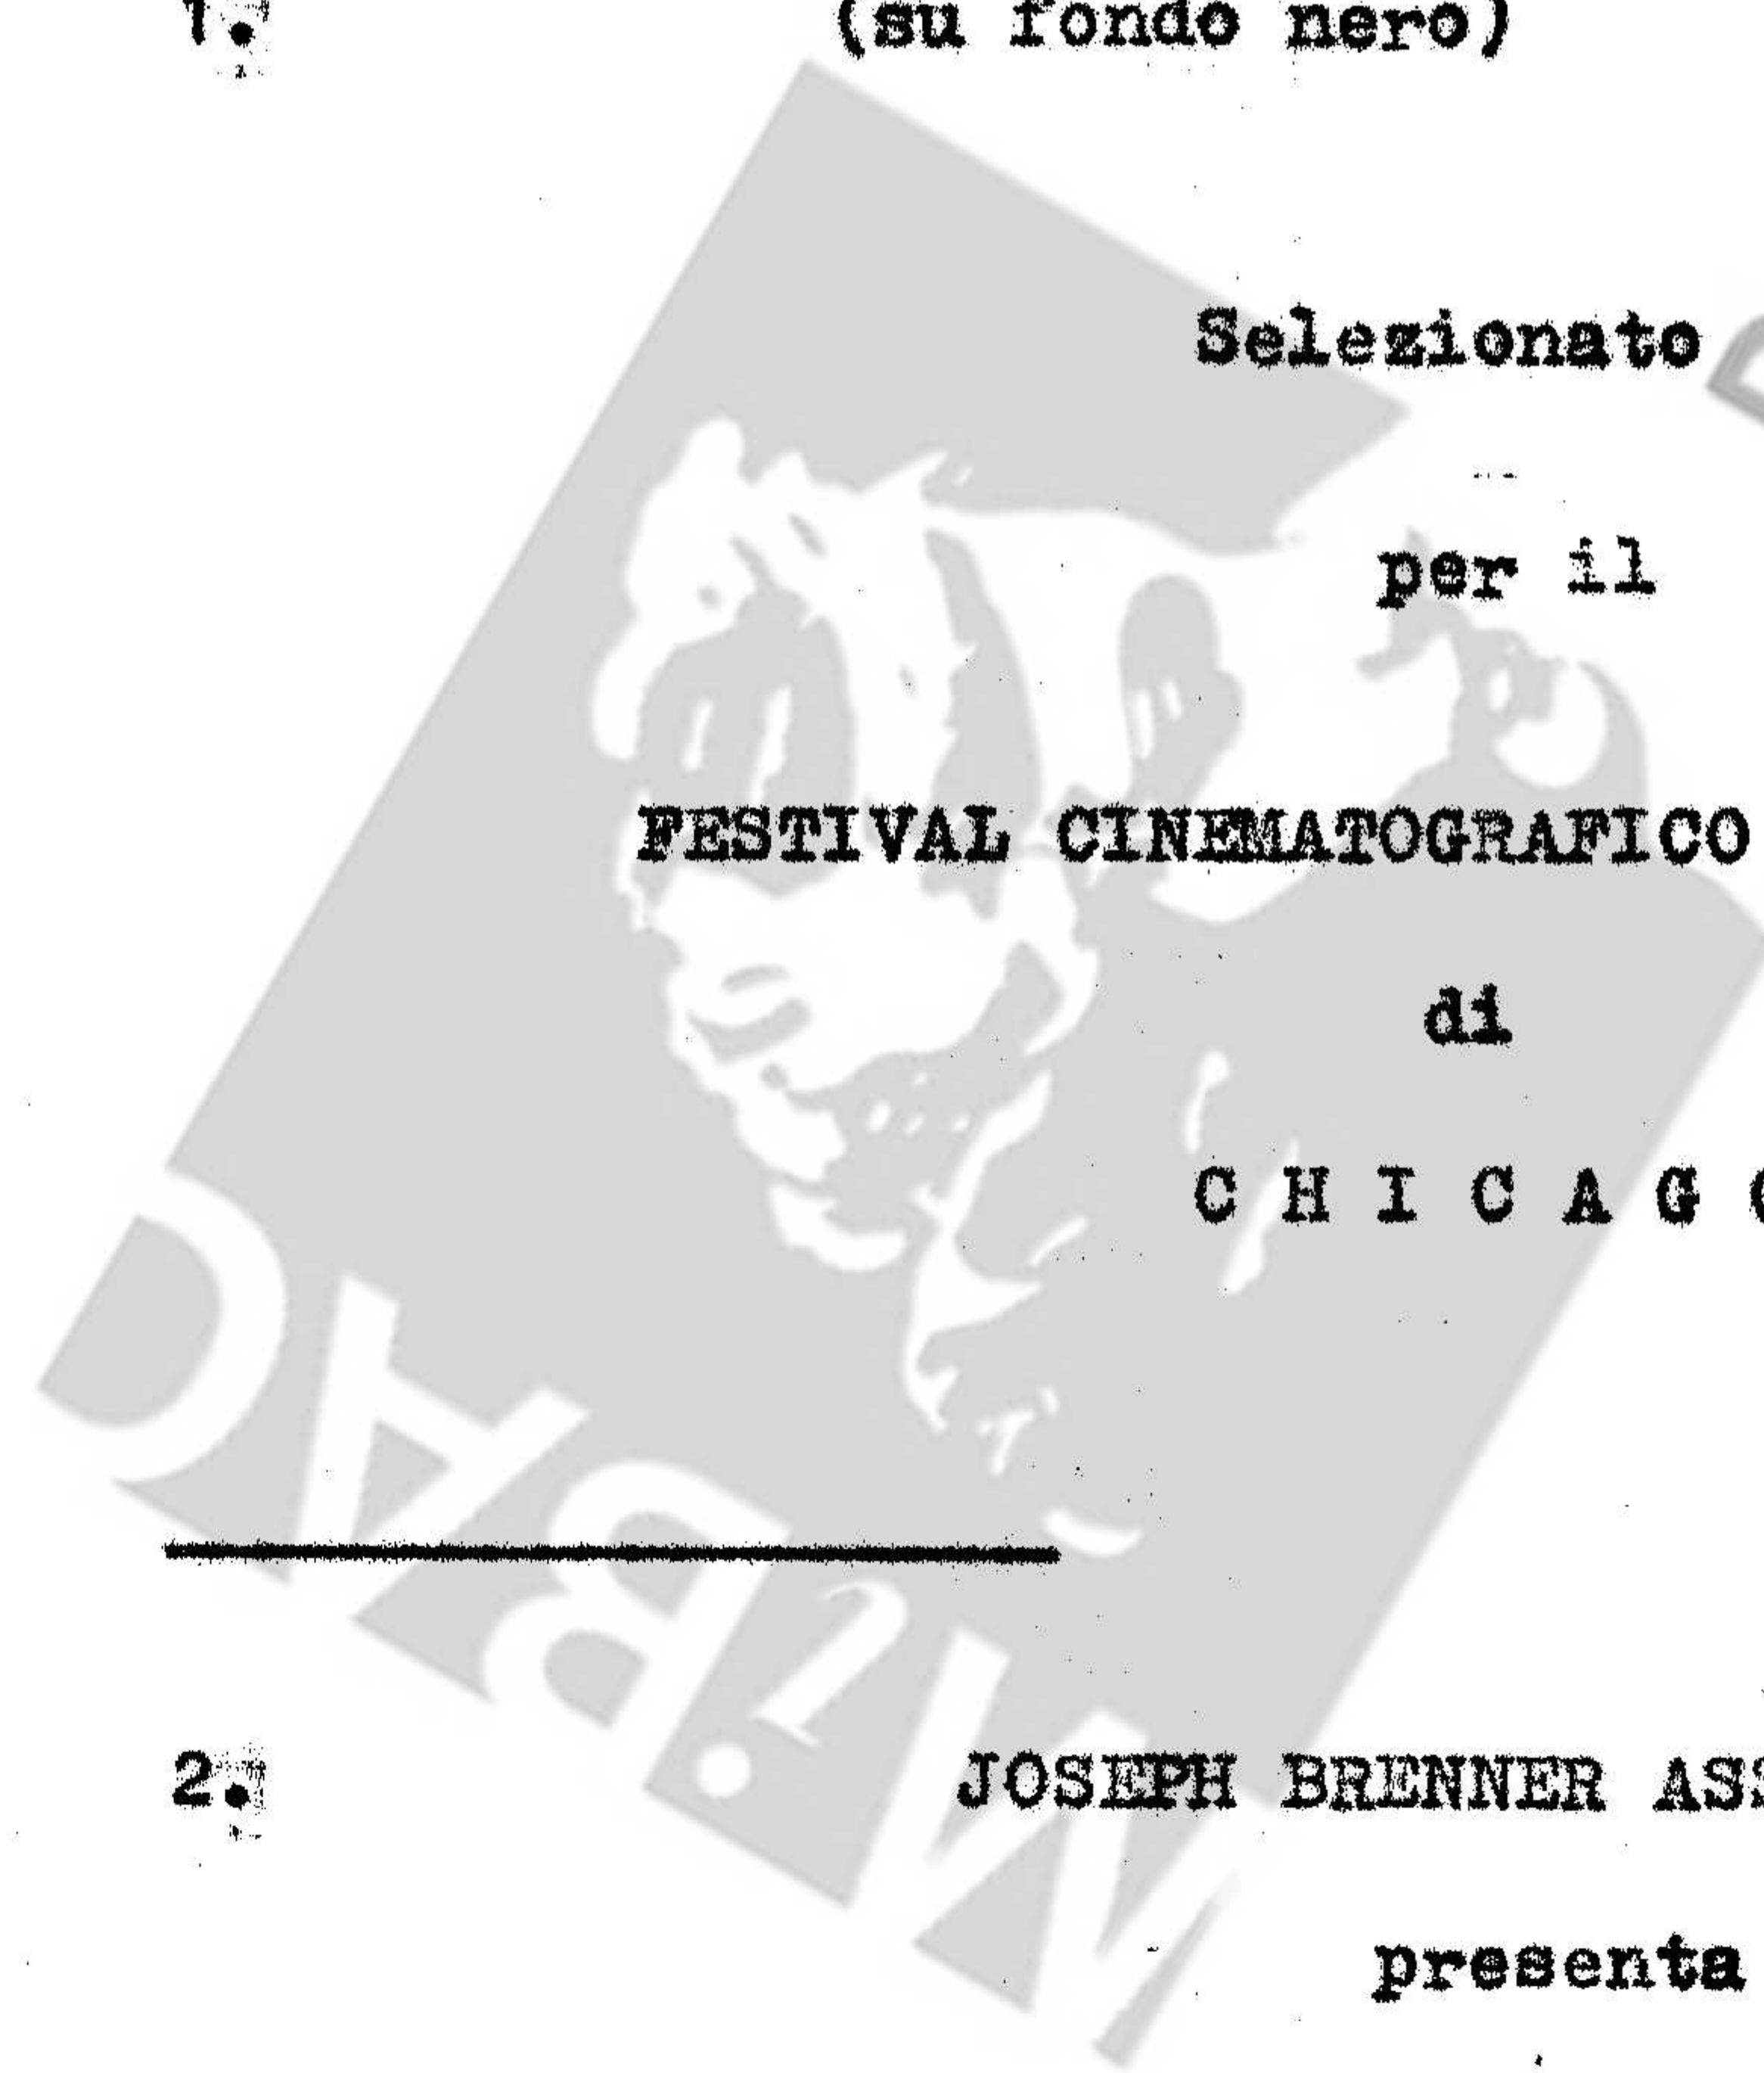 1. (su fondo nero)
Selezionato
per il
FESTIVAL CINEMATOGRAFICO
di
C H I C A G
2. JOSEPH BRENNER
presenta